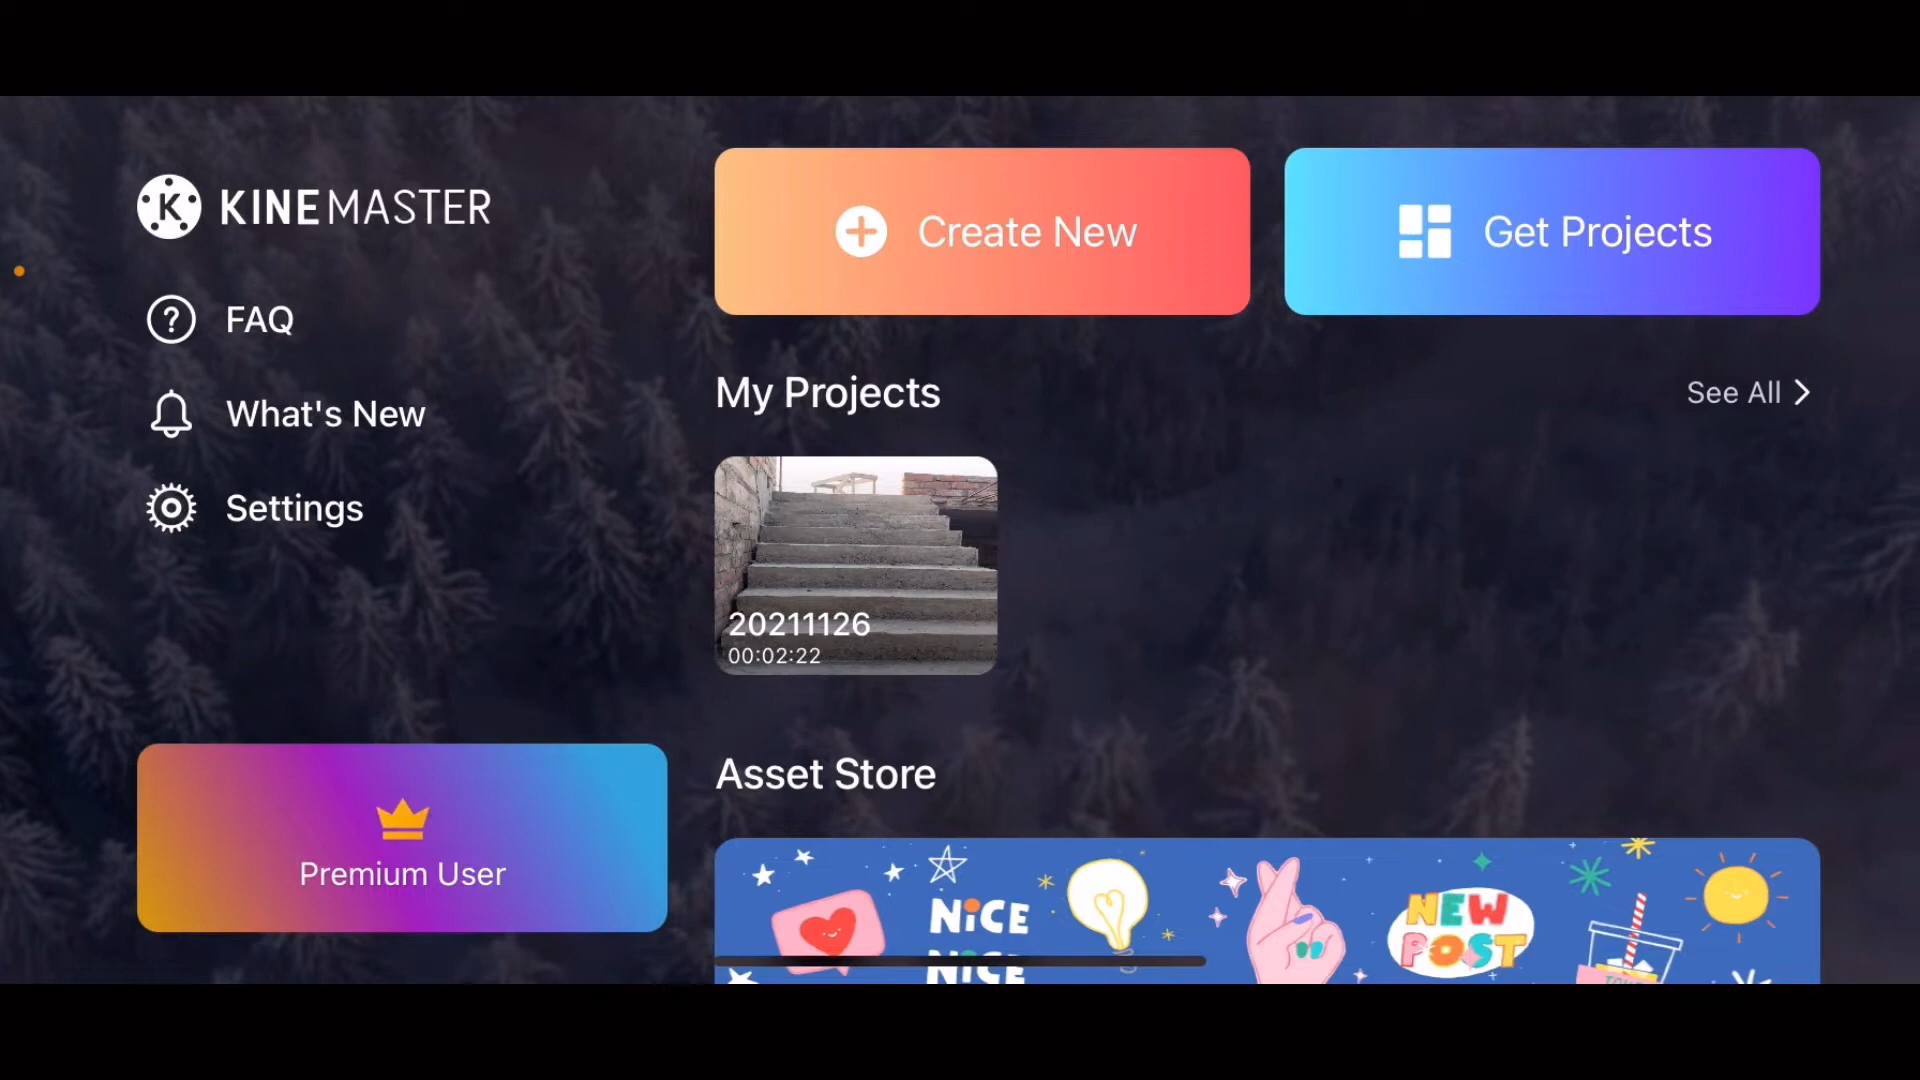 KINEMASTER
FAQ
What's New
Settings
Premium User
Create New
Get Projects
My Projects
See All
20211126
00:02:22
Asset Store
NiCE
NiCE
NEW
POST